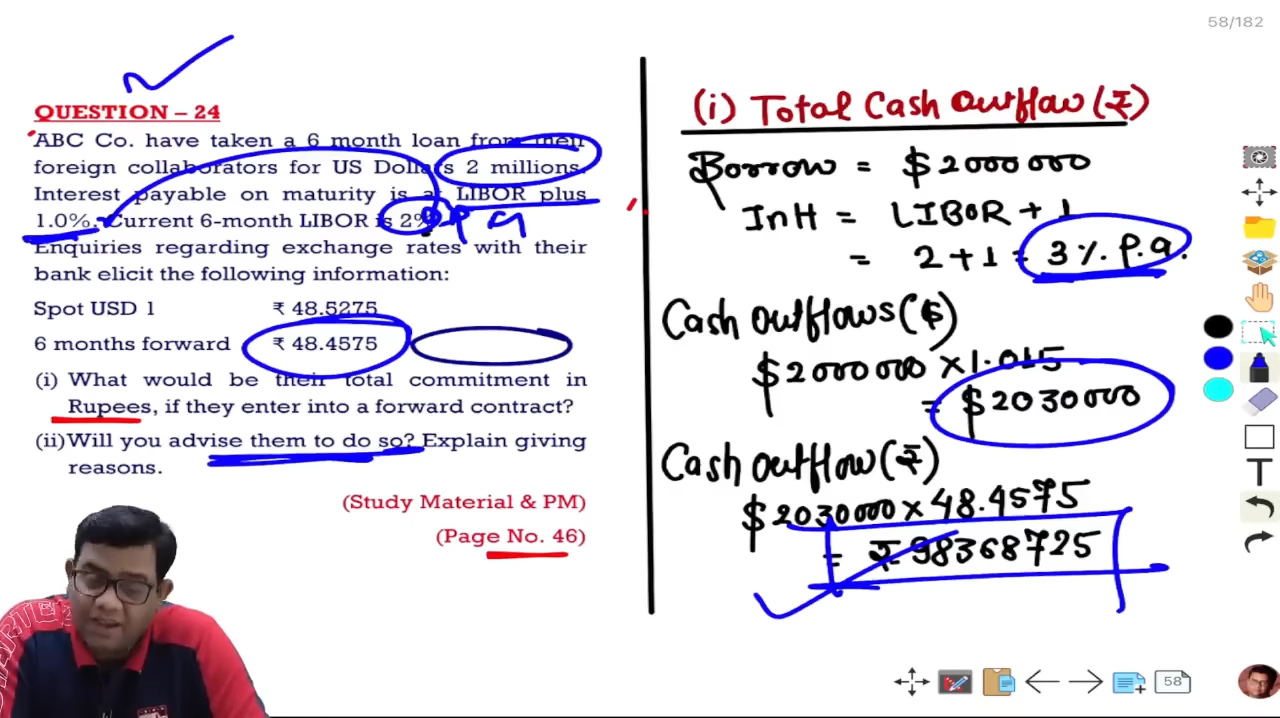 58/182
QUESTION – 24
ABC Co. have taken a 6 month loan from their
foreign collaborators for US Dollars 2 millions.
Interest payable on maturity is at LIBOR plus
1.0%. Current 6-month LIBOR is 2%. P a
Enquiries regarding exchange rates with their
bank elicit the following information:
Spot USD 1 ₹ 48.5275
6 months forward ₹ 48.4575
(i) What would be their total commitment in
Rupees, if they enter into a forward contract?
(ii) Will you advise them to do so? Explain giving
reasons.
(Study Material & PM)
(Page No. 46)
(i) Total Cash Outflow (₹)
Borrow = $2000000
Intt = LIBOR + 1
= 2 + 1 = 3 %. P.a.
Cash outflows ($)
$2000000 × 1.015
= $2030000
Cash outflow (₹)
$2030000 × 48.4575
= ₹ 98368725
58